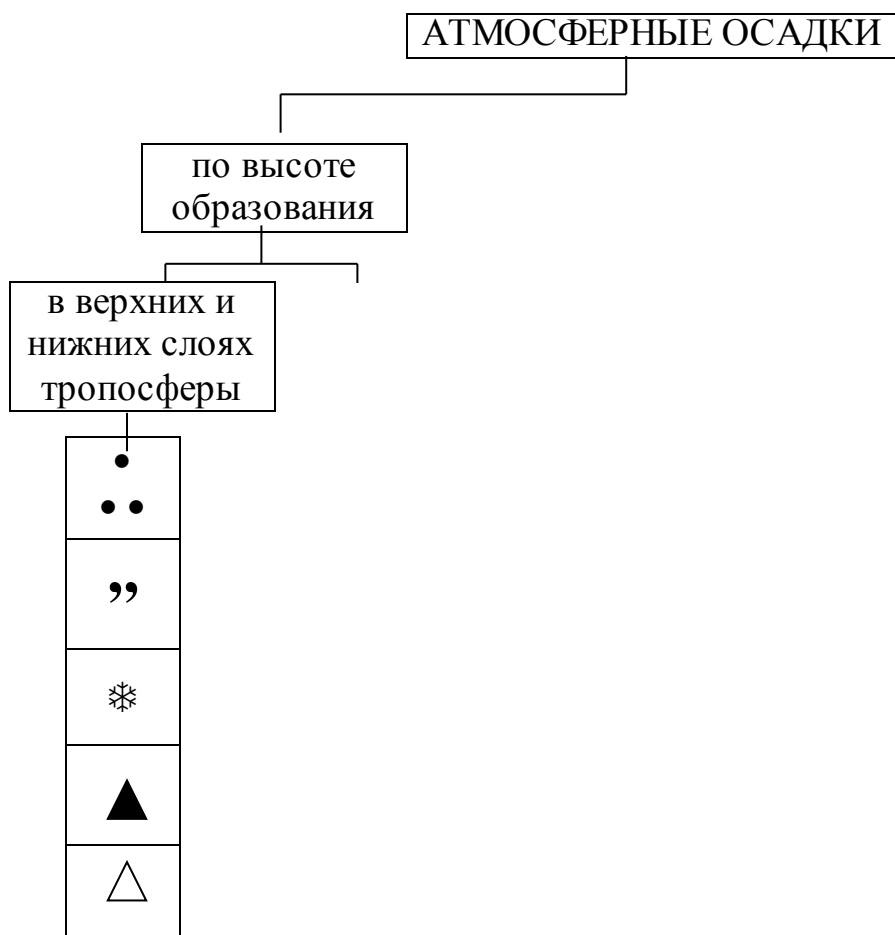 АТМОСФЕРНЫЕ ОСАДКИ
по высоте
образования
в верхних и
нижних слоях
тропосферы